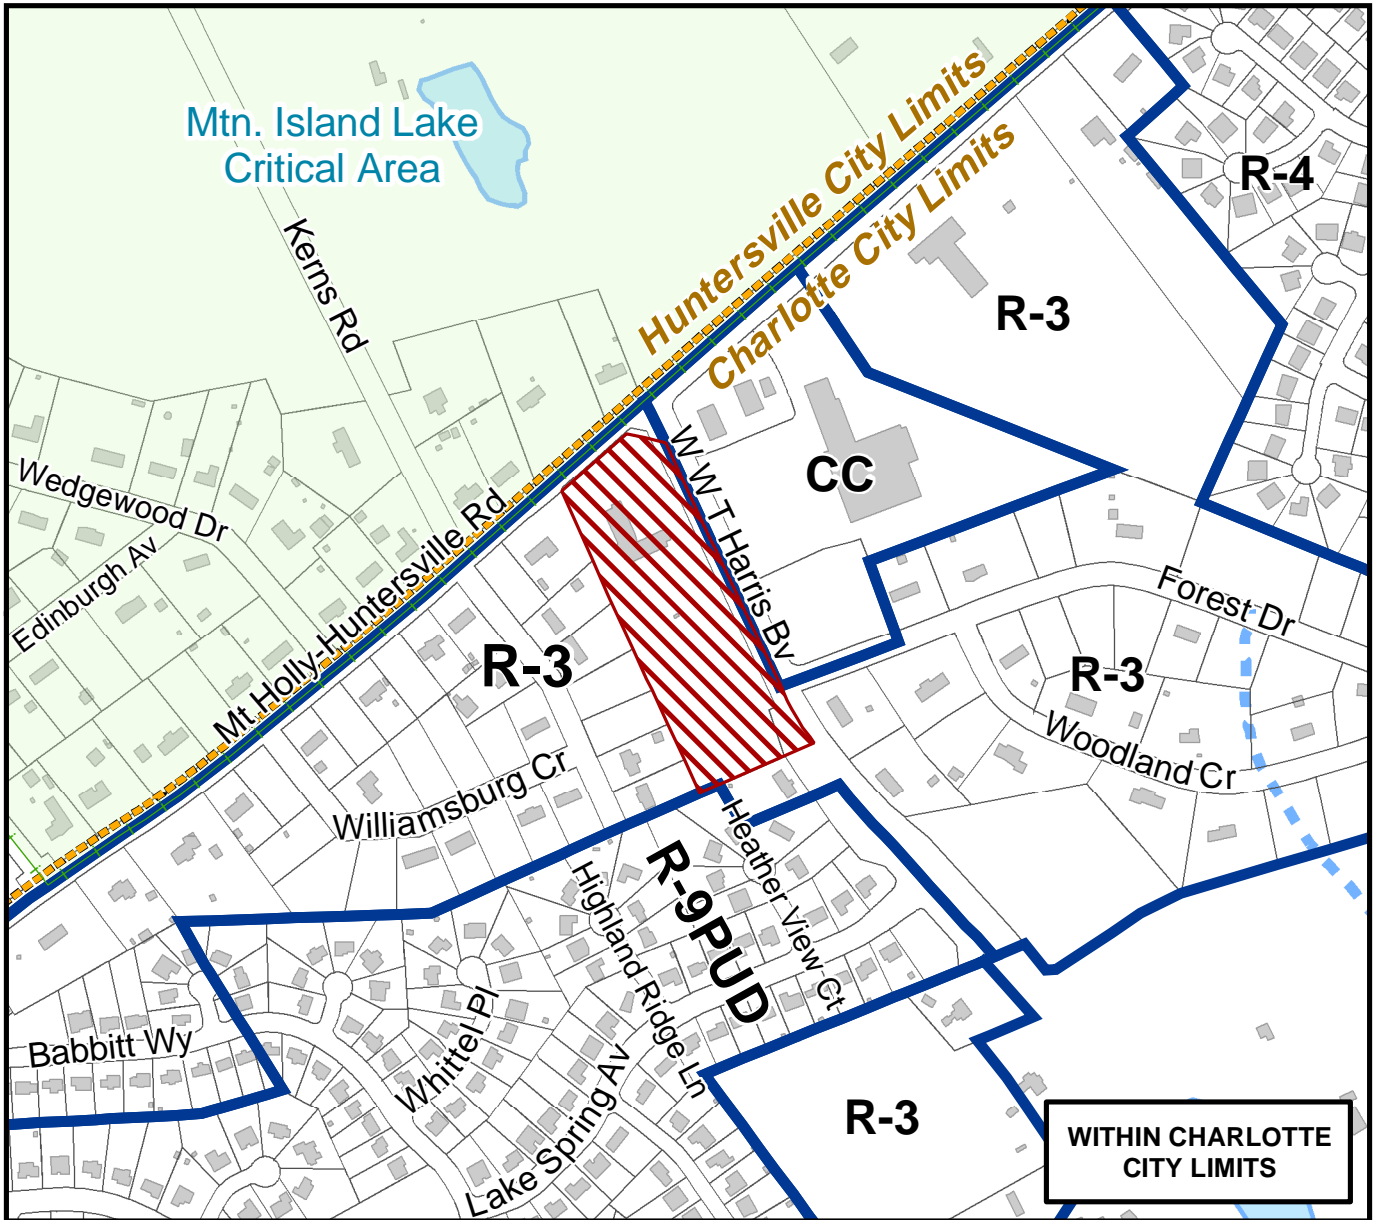 Mtn. Island Lake
Critical Area
Huntersville City Limits
Charlotte City Limits
R-4
Kerns Rd
R-3
W W T Harris Bv
CC
Wedgewood Dr
Edinburgh Av
Mt Holly-Huntersville Rd
Forest Dr
R-3
R-3
Woodland Cr
Williamsburg Cr
Heather View Ct
R-9PUD
Highland Ridge Ln
Babbitt Wy
Whittel Pl
Lake Spring AV
R-3
WITHIN CHARLOTTE
CITY LIMITS